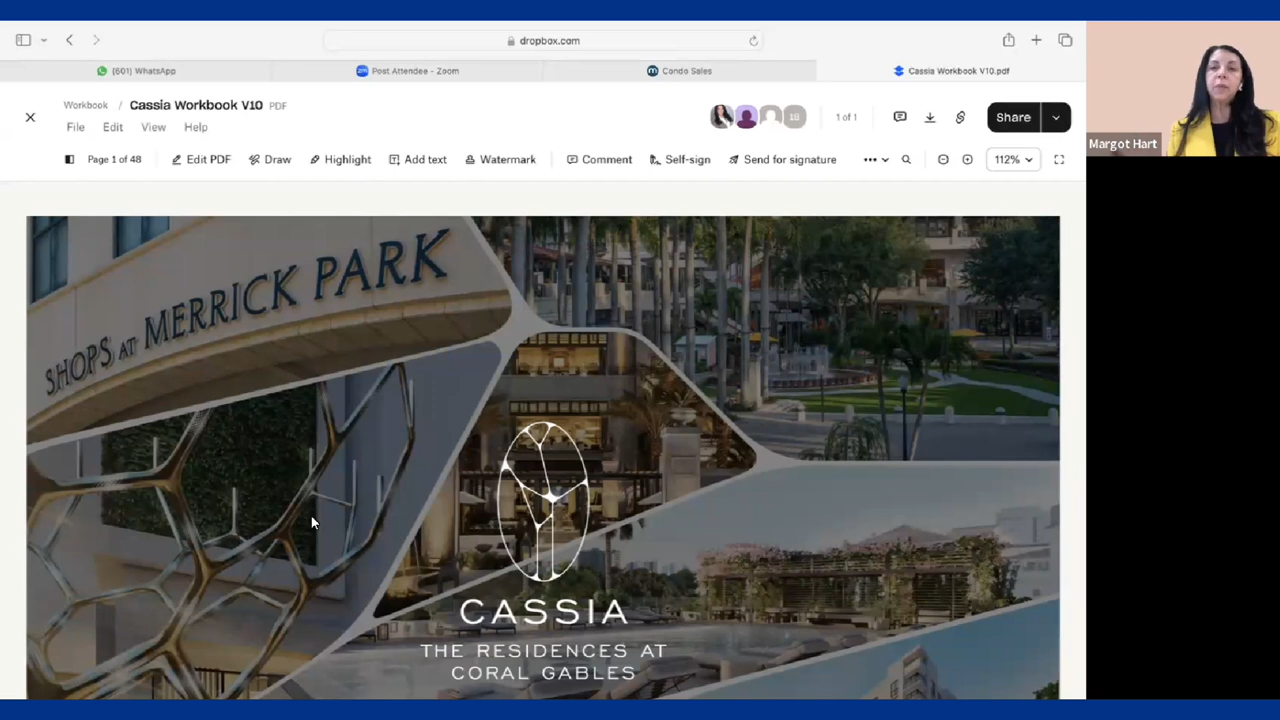 dropbox.com
(601) WhatsApp
Post Attendee - Zoom
Condo Sales
Cassia Workbook V10.pdf
Workbook / Cassia Workbook V10 PDF
File Edit View Help
18
1 of 1
Share
Page 1 of 48
Edit PDF
Draw
Highlight
Add text
Watermark
Comment
Self-sign
Send for signature
112%
Margot Hart
SHOPS AT MERRICK PARK
CASSIA
THE RESIDENCES AT
CORAL GABLES